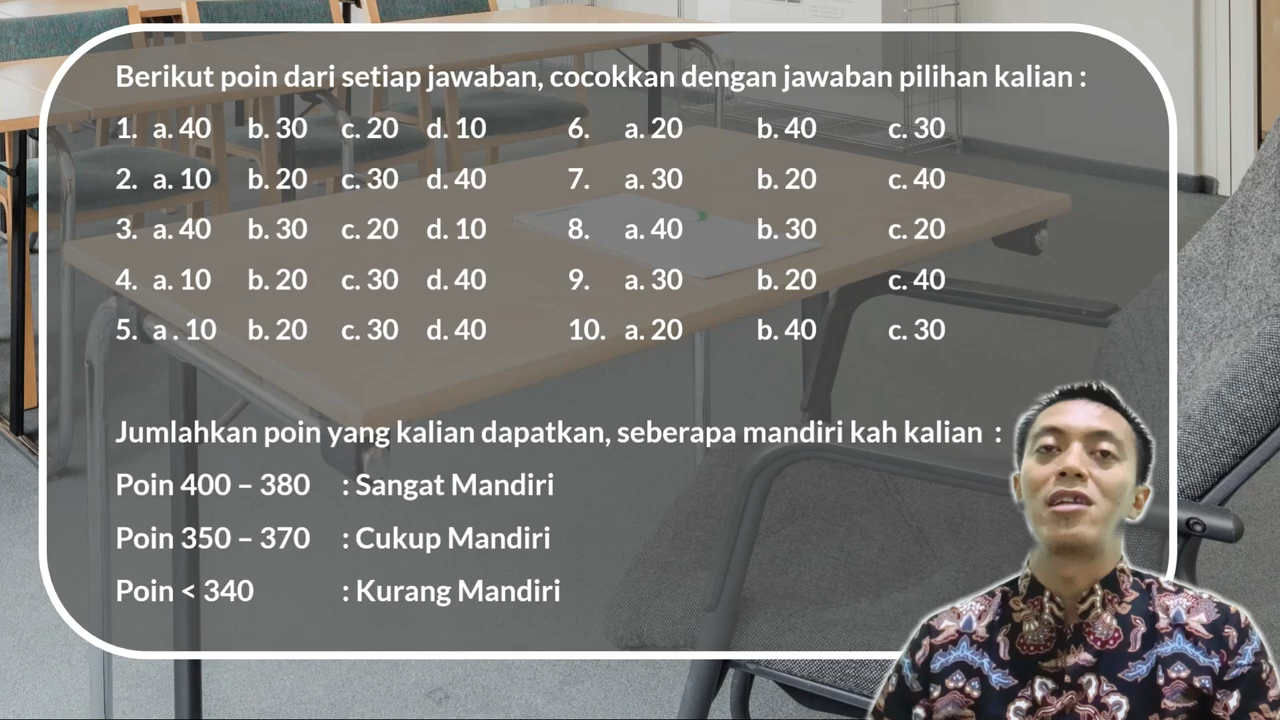 Berikut poin dari setiap jawaban, cocokkan dengan jawaban pilihan kalian :
1. a. 40 b. 30 c. 20 d. 10 6. a. 20 b. 40 c. 30
2. a. 10 b. 20 c. 30 d. 40 7. a. 30 b. 20 c. 40
3. a. 40 b. 30 c. 20 d. 10 8. a. 40 b. 30 c. 20
4. a. 10 b. 20 c. 30 d. 40 9. a. 30 b. 20 c. 40
5. a . 10 b. 20 c. 30 d. 40 10. a. 20 b. 40 c. 30
Jumlahkan poin yang kalian dapatkan, seberapa mandiri kah kalian :
Poin 400 – 380 : Sangat Mandiri
Poin 350 – 370 : Cukup Mandiri
Poin < 340 : Kurang Mandiri